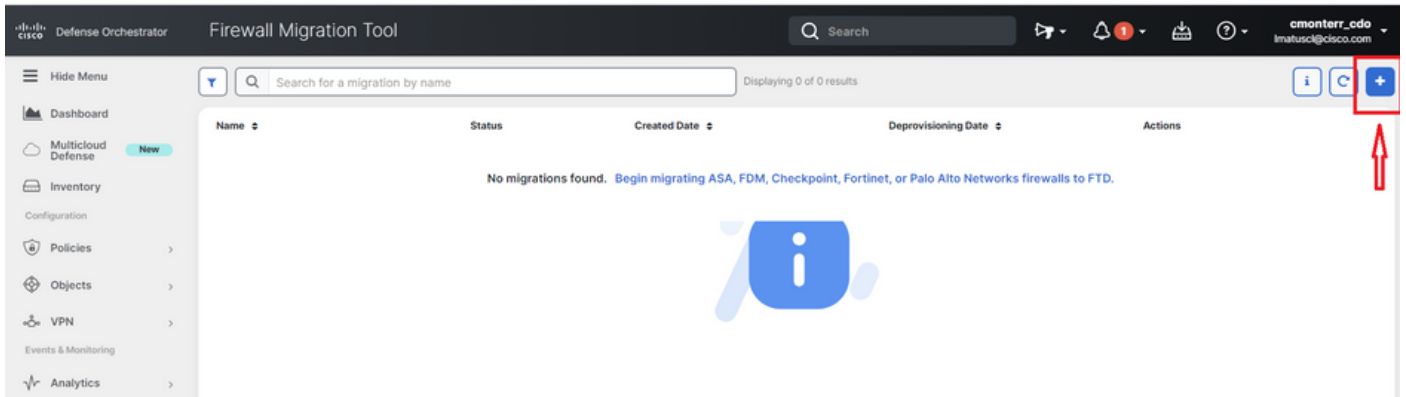 cisco Defense Orchestrator
Firewall Migration Tool
Search
1
?
cmonterr_cdo
lmatuscl@cisco.com
Hide Menu
Search for a migration by name
Displaying 0 of 0 results
i
+
Dashboard
Multicloud
Defense
New
Inventory
Configuration
Policies
Objects
VPN
Events & Monitoring
Analytics
Name Status Created Date Deprovisioning Date Actions
No migrations found. Begin migrating ASA, FDM, Checkpoint, Fortinet, or Palo Alto Networks firewalls to FTD.
i